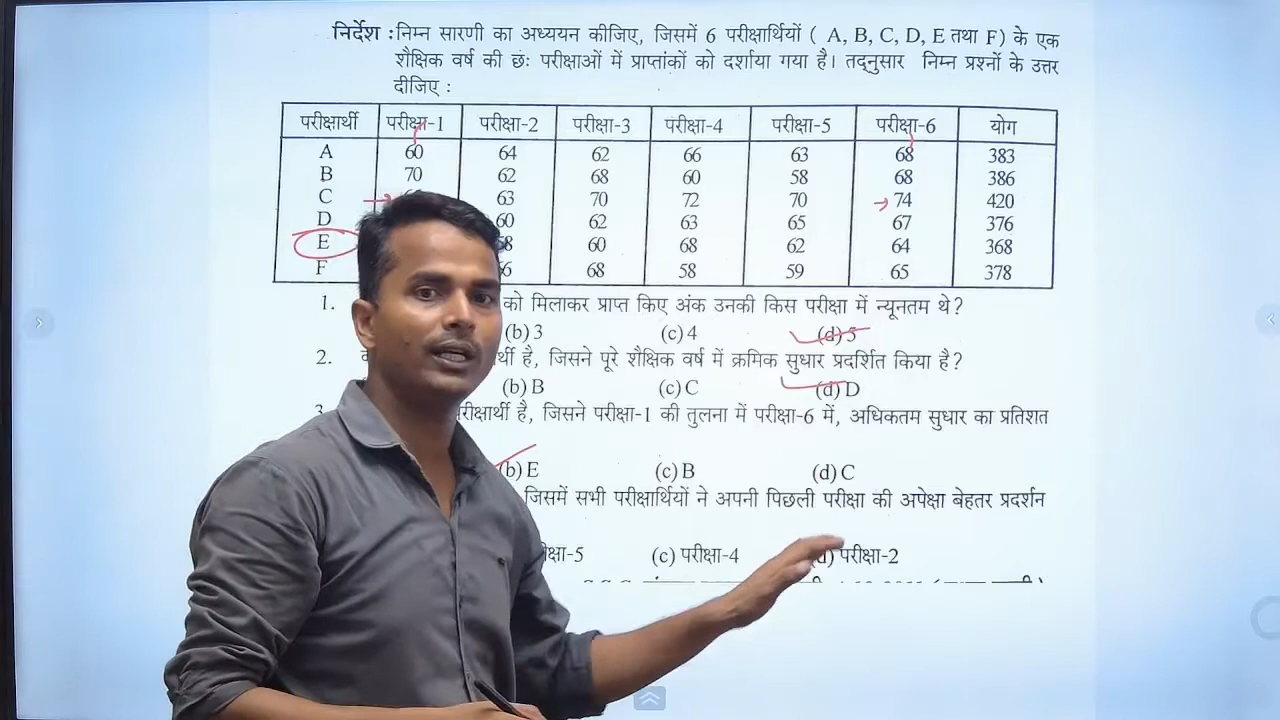 निर्देश : निम्न सारणी का अध्ययन कीजिए, जिसमें 6 परीक्षार्थियों ( A, B, C, D, E तथा F) के एक
शैक्षिक वर्ष की छः परीक्षाओं में प्राप्तांकों को दर्शाया गया है। तद्नुसार निम्न प्रश्नों के उत्तर
दीजिए :
परीक्षार्थी परीक्षा-1 परीक्षा-2 परीक्षा-3 परीक्षा-4 परीक्षा-5 परीक्षा-6 योग
A 60 64 62 66 63 68 383
B 70 62 68 60 58 68 386
C 63 70 72 70 74 420
D 60 62 63 65 67 376
E 60 68 62 64 368
F 68 58 59 65 378
1. को मिलाकर प्राप्त किए अंक उनकी किस परीक्षा में न्यूनतम थे?
(b) 3 (c) 4 (d) 5
2. है, जिसने पूरे शैक्षिक वर्ष में क्रमिक सुधार प्रदर्शित किया है?
(b) B (c) C (d) D
3 है, जिसने परीक्षा-1 की तुलना में परीक्षा-6 में, अधिकतम सुधार का प्रतिशत
(b) E (c) B (d) C
जिसमें सभी परीक्षार्थियों ने अपनी पिछली परीक्षा की अपेक्षा बेहतर प्रदर्शन
(c) परीक्षा-4 (d) परीक्षा-2